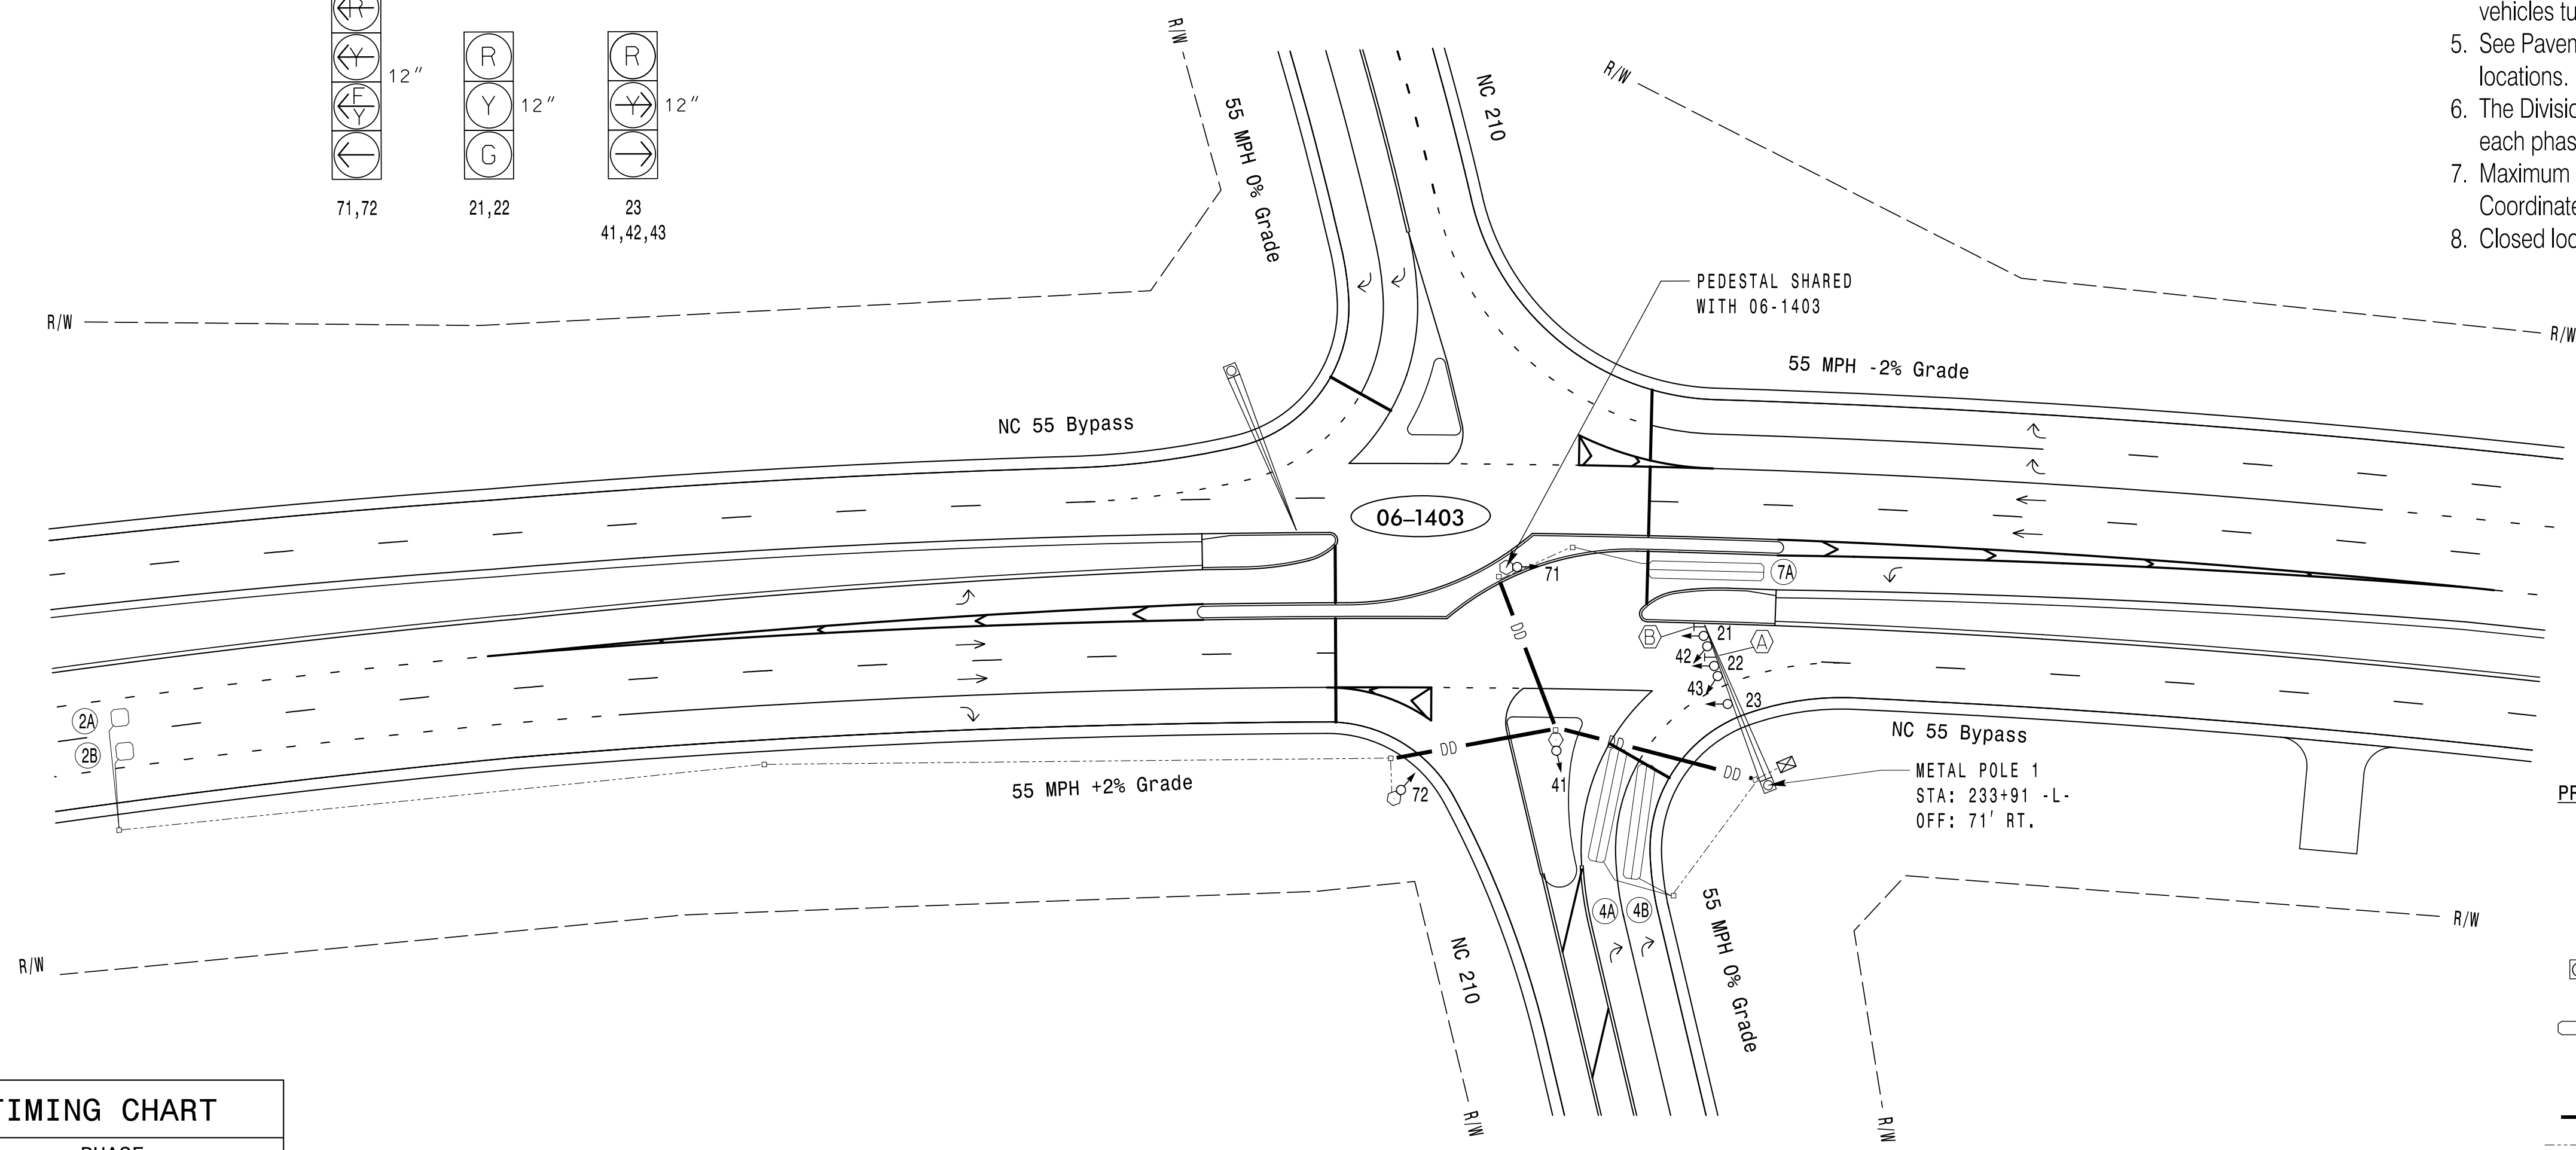 R
Y
F
Y
12"
71,72
R
Y
G
12"
21,22
R
Y
12"
23
41,42,43
vehicles tu
5. See Paven
locations.
6. The Divisio
each phas
7. Maximum
Coordinate
8. Closed loc
R/W
55 MPH 0% Grade
NC 210
R/W
R/W
PEDESTAL SHARED
WITH 06-1403
R/W
55 MPH -2% Grade
NC 55 Bypass
06-1403
71
7A
DD
B
21
A
42
22
43
23
2A
2B
NC 55 Bypass
DD
DD
DD
41
72
METAL POLE 1
STA: 233+91 -L-
OFF: 71' RT.
55 MPH +2% Grade
4A
4B
55 MPH 0% Grade
NC 210
R/W
R/W
R/W
R/W
TIMING CHART
PHASE